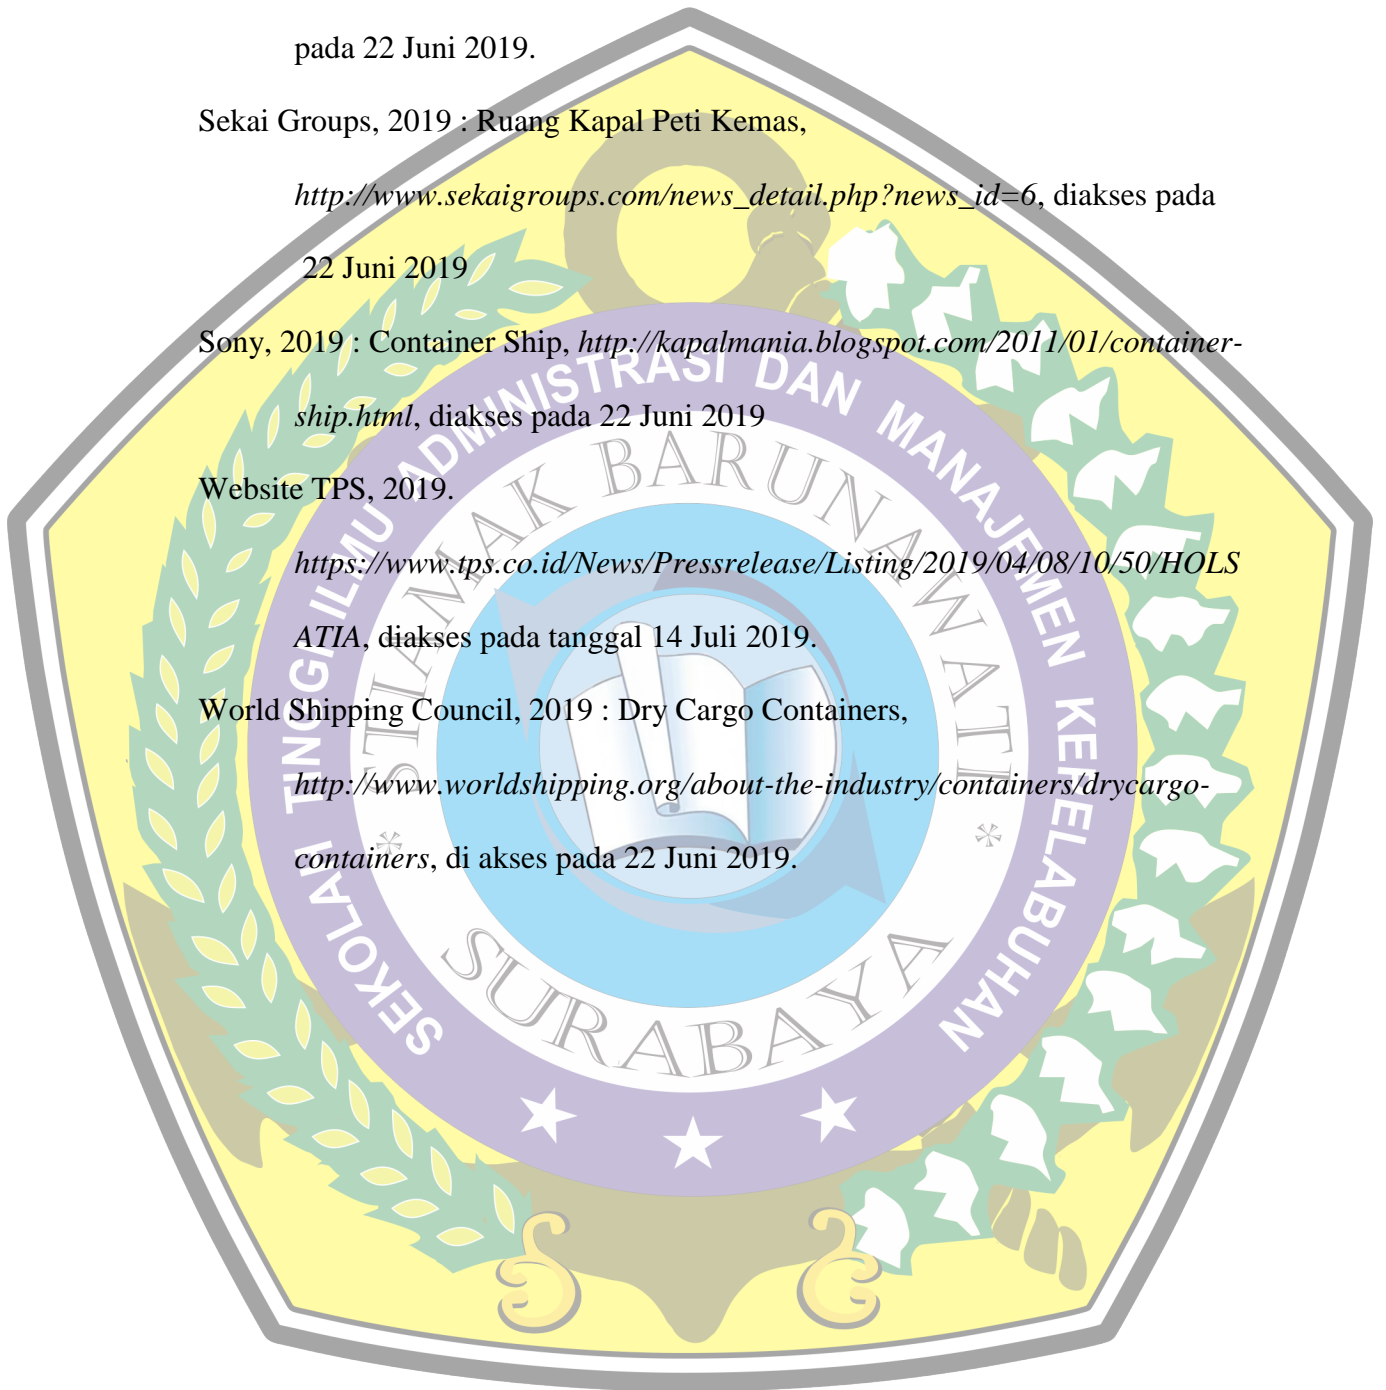 pada 22 Juni 2019.
Sekai Groups, 2019 : Ruang Kapal Peti Kemas,
http://www.sekaigroups.com/news_detail.php?news_id=6, diakses pada
22 Juni 2019
Sony, 2019 : Container Ship, http://kapalmania.blogspot.com/2011/01/container-
ship.html, diakses pada 22 Juni 2019
Website TPS, 2019.
https://www.tps.co.id/News/Pressrelease/Listing/2019/04/08/10/50/HOLS
ATIA, diakses pada tanggal 14 Juli 2019.
World Shipping Council, 2019 : Dry Cargo Containers,
http://www.worldshipping.org/about-the-industry/containers/drycargo-
containers, di akses pada 22 Juni 2019.
SEKOLAH TINGGI ILMU ADMINISTRASI DAN MANAJEMEN KEPELABUHAN
* STIAMAK BARUNAWATI *
SURABAYA